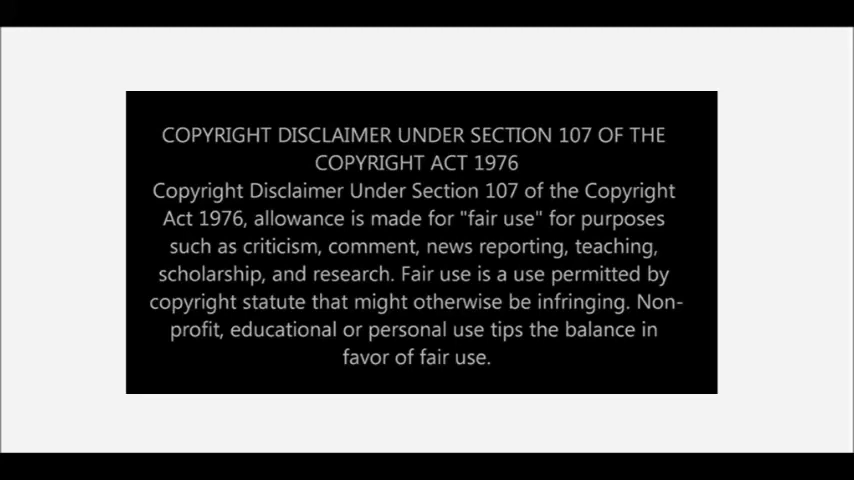 COPYRIGHT DISCLAIMER UNDER SECTION 107 OF THE
COPYRIGHT ACT 1976
Copyright Disclaimer Under Section 107 of the Copyright
Act 1976, allowance is made for "fair use" for purposes
such as criticism, comment, news reporting, teaching,
scholarship, and research. Fair use is a use permitted by
copyright statute that might otherwise be infringing. Non-
profit, educational or personal use tips the balance in
favor of fair use.